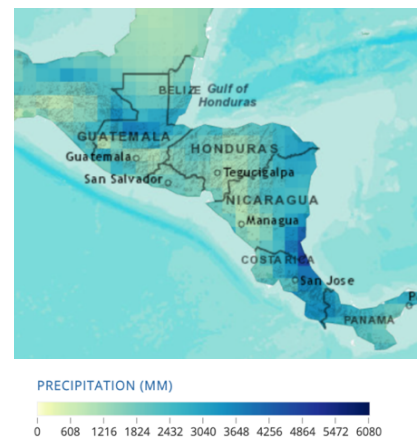 BELIZE
Gulf of
Honduras
GUATEMALA
Guatemala
HONDURAS
San Salvador
Tegucigalpa
NICARAGUA
Managua
COSTA RICA
San Jose
P
PANAMA
PRECIPITATION (MM)
0 608 1216 1824 2432 3040 3648 4256 4864 5472 6080